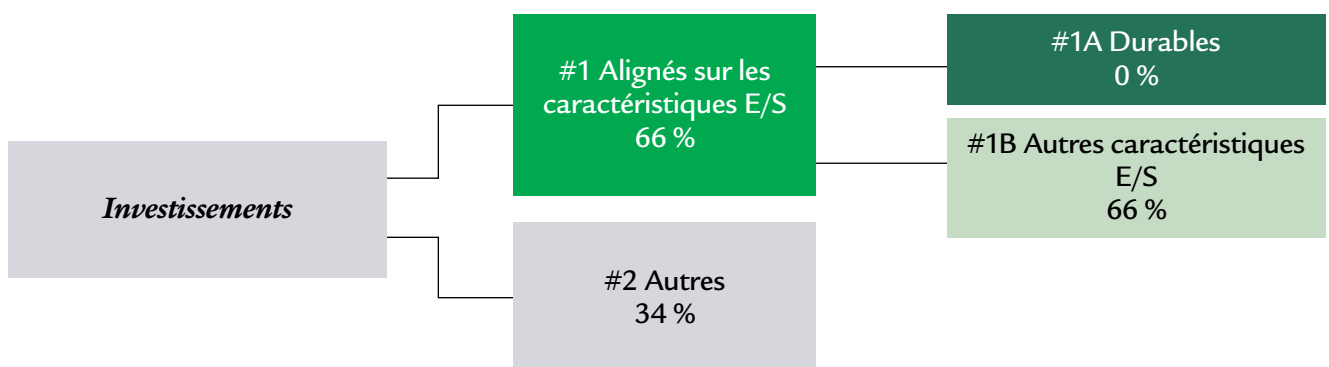 Investissements
#1 Alignés sur les
caractéristiques E/S
66 %
#2 Autres
34 %
#1A Durables
0 %
#1B Autres caractéristiques
E/S
66 %